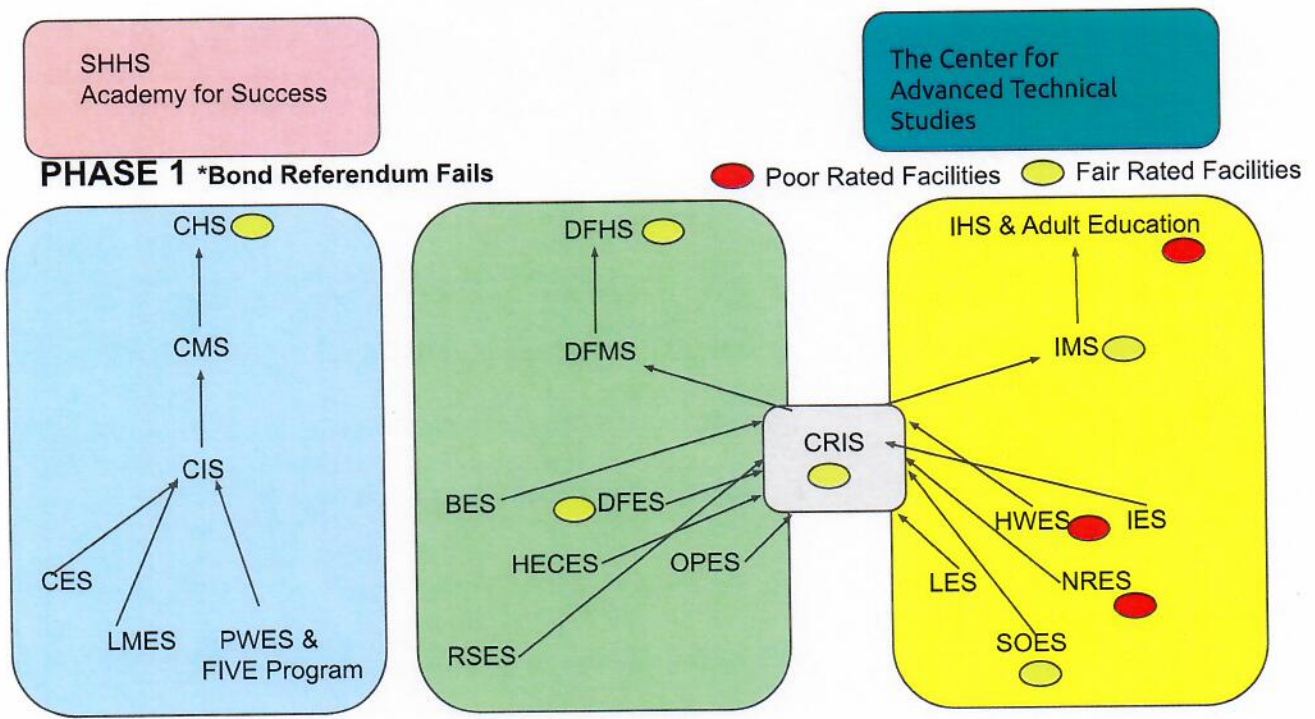 SHHS
Academy for Success
The Center for
Advanced Technical
Studies
PHASE 1 *Bond Referendum Fails
Poor Rated Facilities
Fair Rated Facilities
CHS
CMS
CIS
CES
LMES
PWES &
FIVE Program
DFHS
DFMS
BES
DFES
HECES
OPES
RSES
CRIS
IHS & Adult Education
IMS
HWES
IES
LES
NRES
SOES